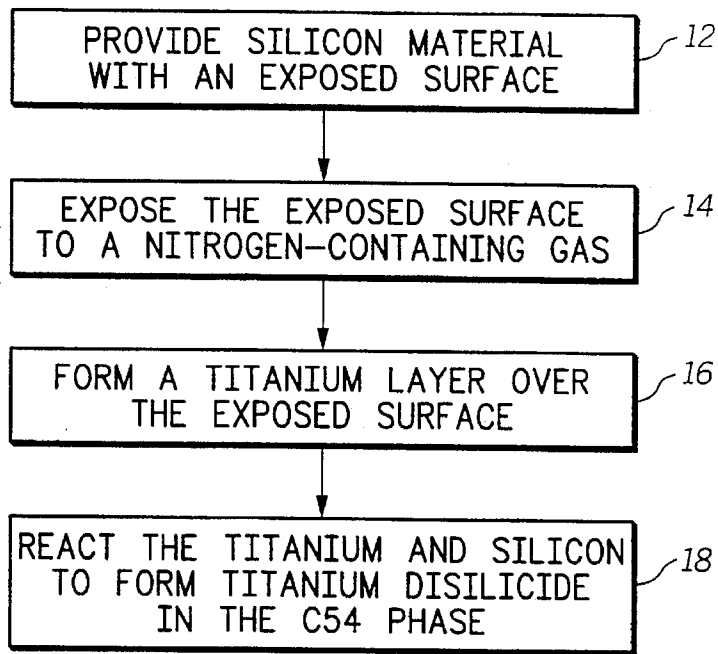 PROVIDE SILICON MATERIAL
WITH AN EXPOSED SURFACE
12
EXPOSE THE EXPOSED SURFACE
TO A NITROGEN-CONTAINING GAS
14
FORM A TITANIUM LAYER OVER
THE EXPOSED SURFACE
16
REACT THE TITANIUM AND SILICON
TO FORM TITANIUM DISILICIDE
IN THE C54 PHASE
18